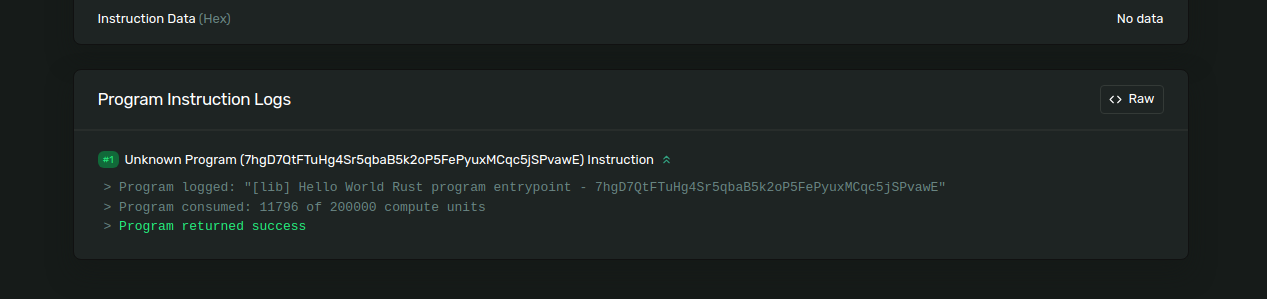 Instruction Data (Hex) No data
Program Instruction Logs
<> Raw
#1 Unknown Program (7hgD7QtFTuHg4Sr5qbaB5k2oP5FePyuxMCqc5jSPvawE) Instruction
> Program logged: "[lib] Hello World Rust program entrypoint - 7hgD7QtFTuHg4Sr5qbaB5k2oP5FePyuxMCqc5jSPvawE"
> Program consumed: 11796 of 200000 compute units
> Program returned success